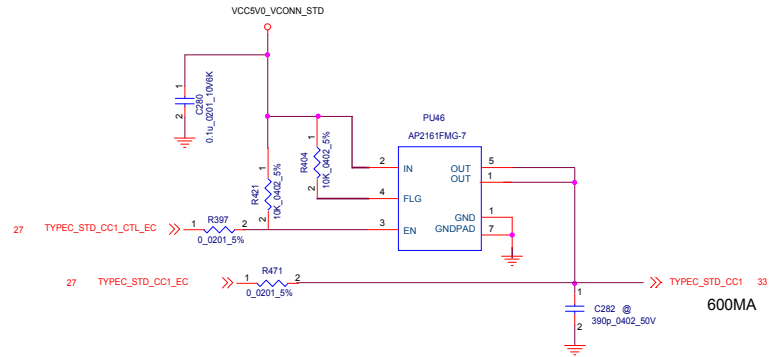 VCC5V0_VCONN_STD
1
C280
0.1u_0201_10V6K
2
PU46
AP2161FMG-7
1
R404
10K_0402_5%
2
1
R421
10K_0402_5%
2
2
IN
OUT
5
OUT
1
4
FLG
GND
1
3
EN
GNDPAD
7
27
TYPEC_STD_CC1_CTL_EC
1
R397
2
0_0201_5%
27
TYPEC_STD_CC1_EC
1
R471
2
0_0201_5%
TYPEC_STD_CC1
33
600MA
1
C282 @
390p_0402_50V
2